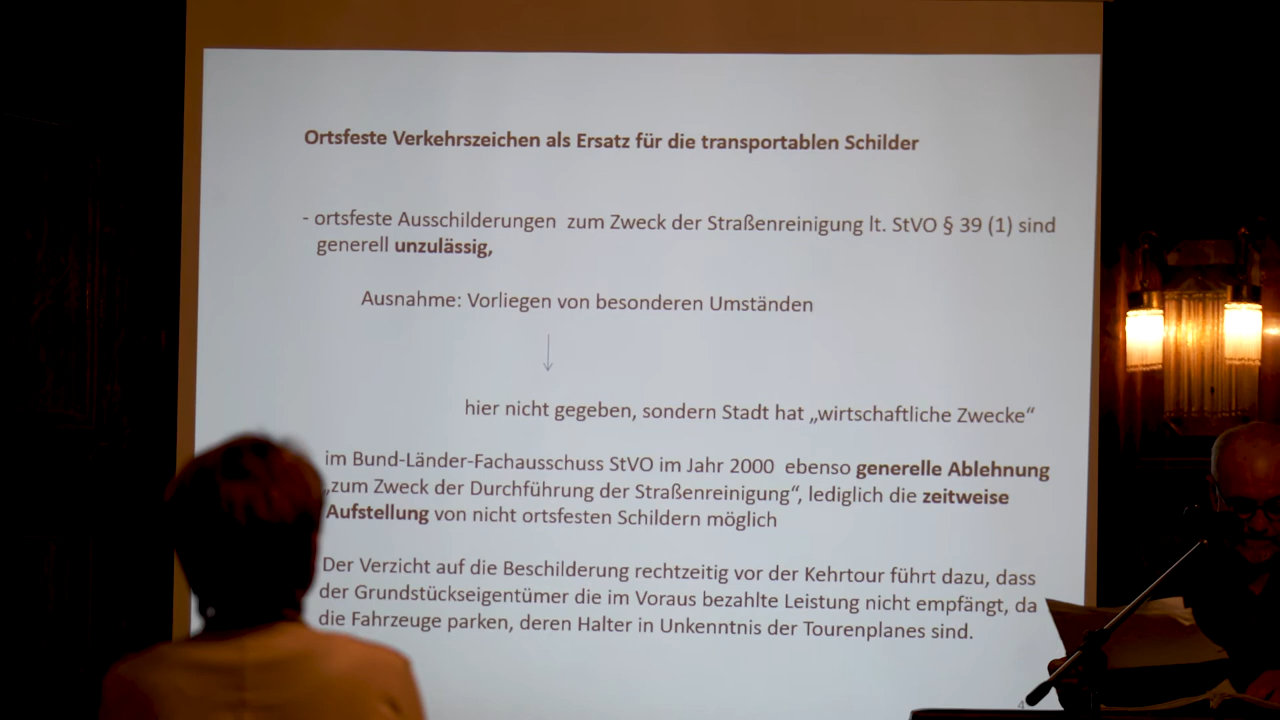 Ortsfeste Verkehrszeichen als Ersatz für die transportablen Schilder
- ortsfeste Ausschilderungen zum Zweck der Straßenreinigung lt. StVO § 39 (1) sind
generell unzulässig,
Ausnahme: Vorliegen von besonderen Umständen
hier nicht gegeben, sondern Stadt hat „wirtschaftliche Zwecke“
im Bund-Länder-Fachausschuss StVO im Jahr 2000 ebenso generelle Ablehnung
„zum Zweck der Durchführung der Straßenreinigung“, lediglich die zeitweise
Aufstellung von nicht ortsfesten Schildern möglich
Der Verzicht auf die Beschilderung rechtzeitig vor der Kehrtour führt dazu, dass
der Grundstückseigentümer die im Voraus bezahlte Leistung nicht empfängt, da
die Fahrzeuge parken, deren Halter in Unkenntnis der Tourenplanes sind.
4